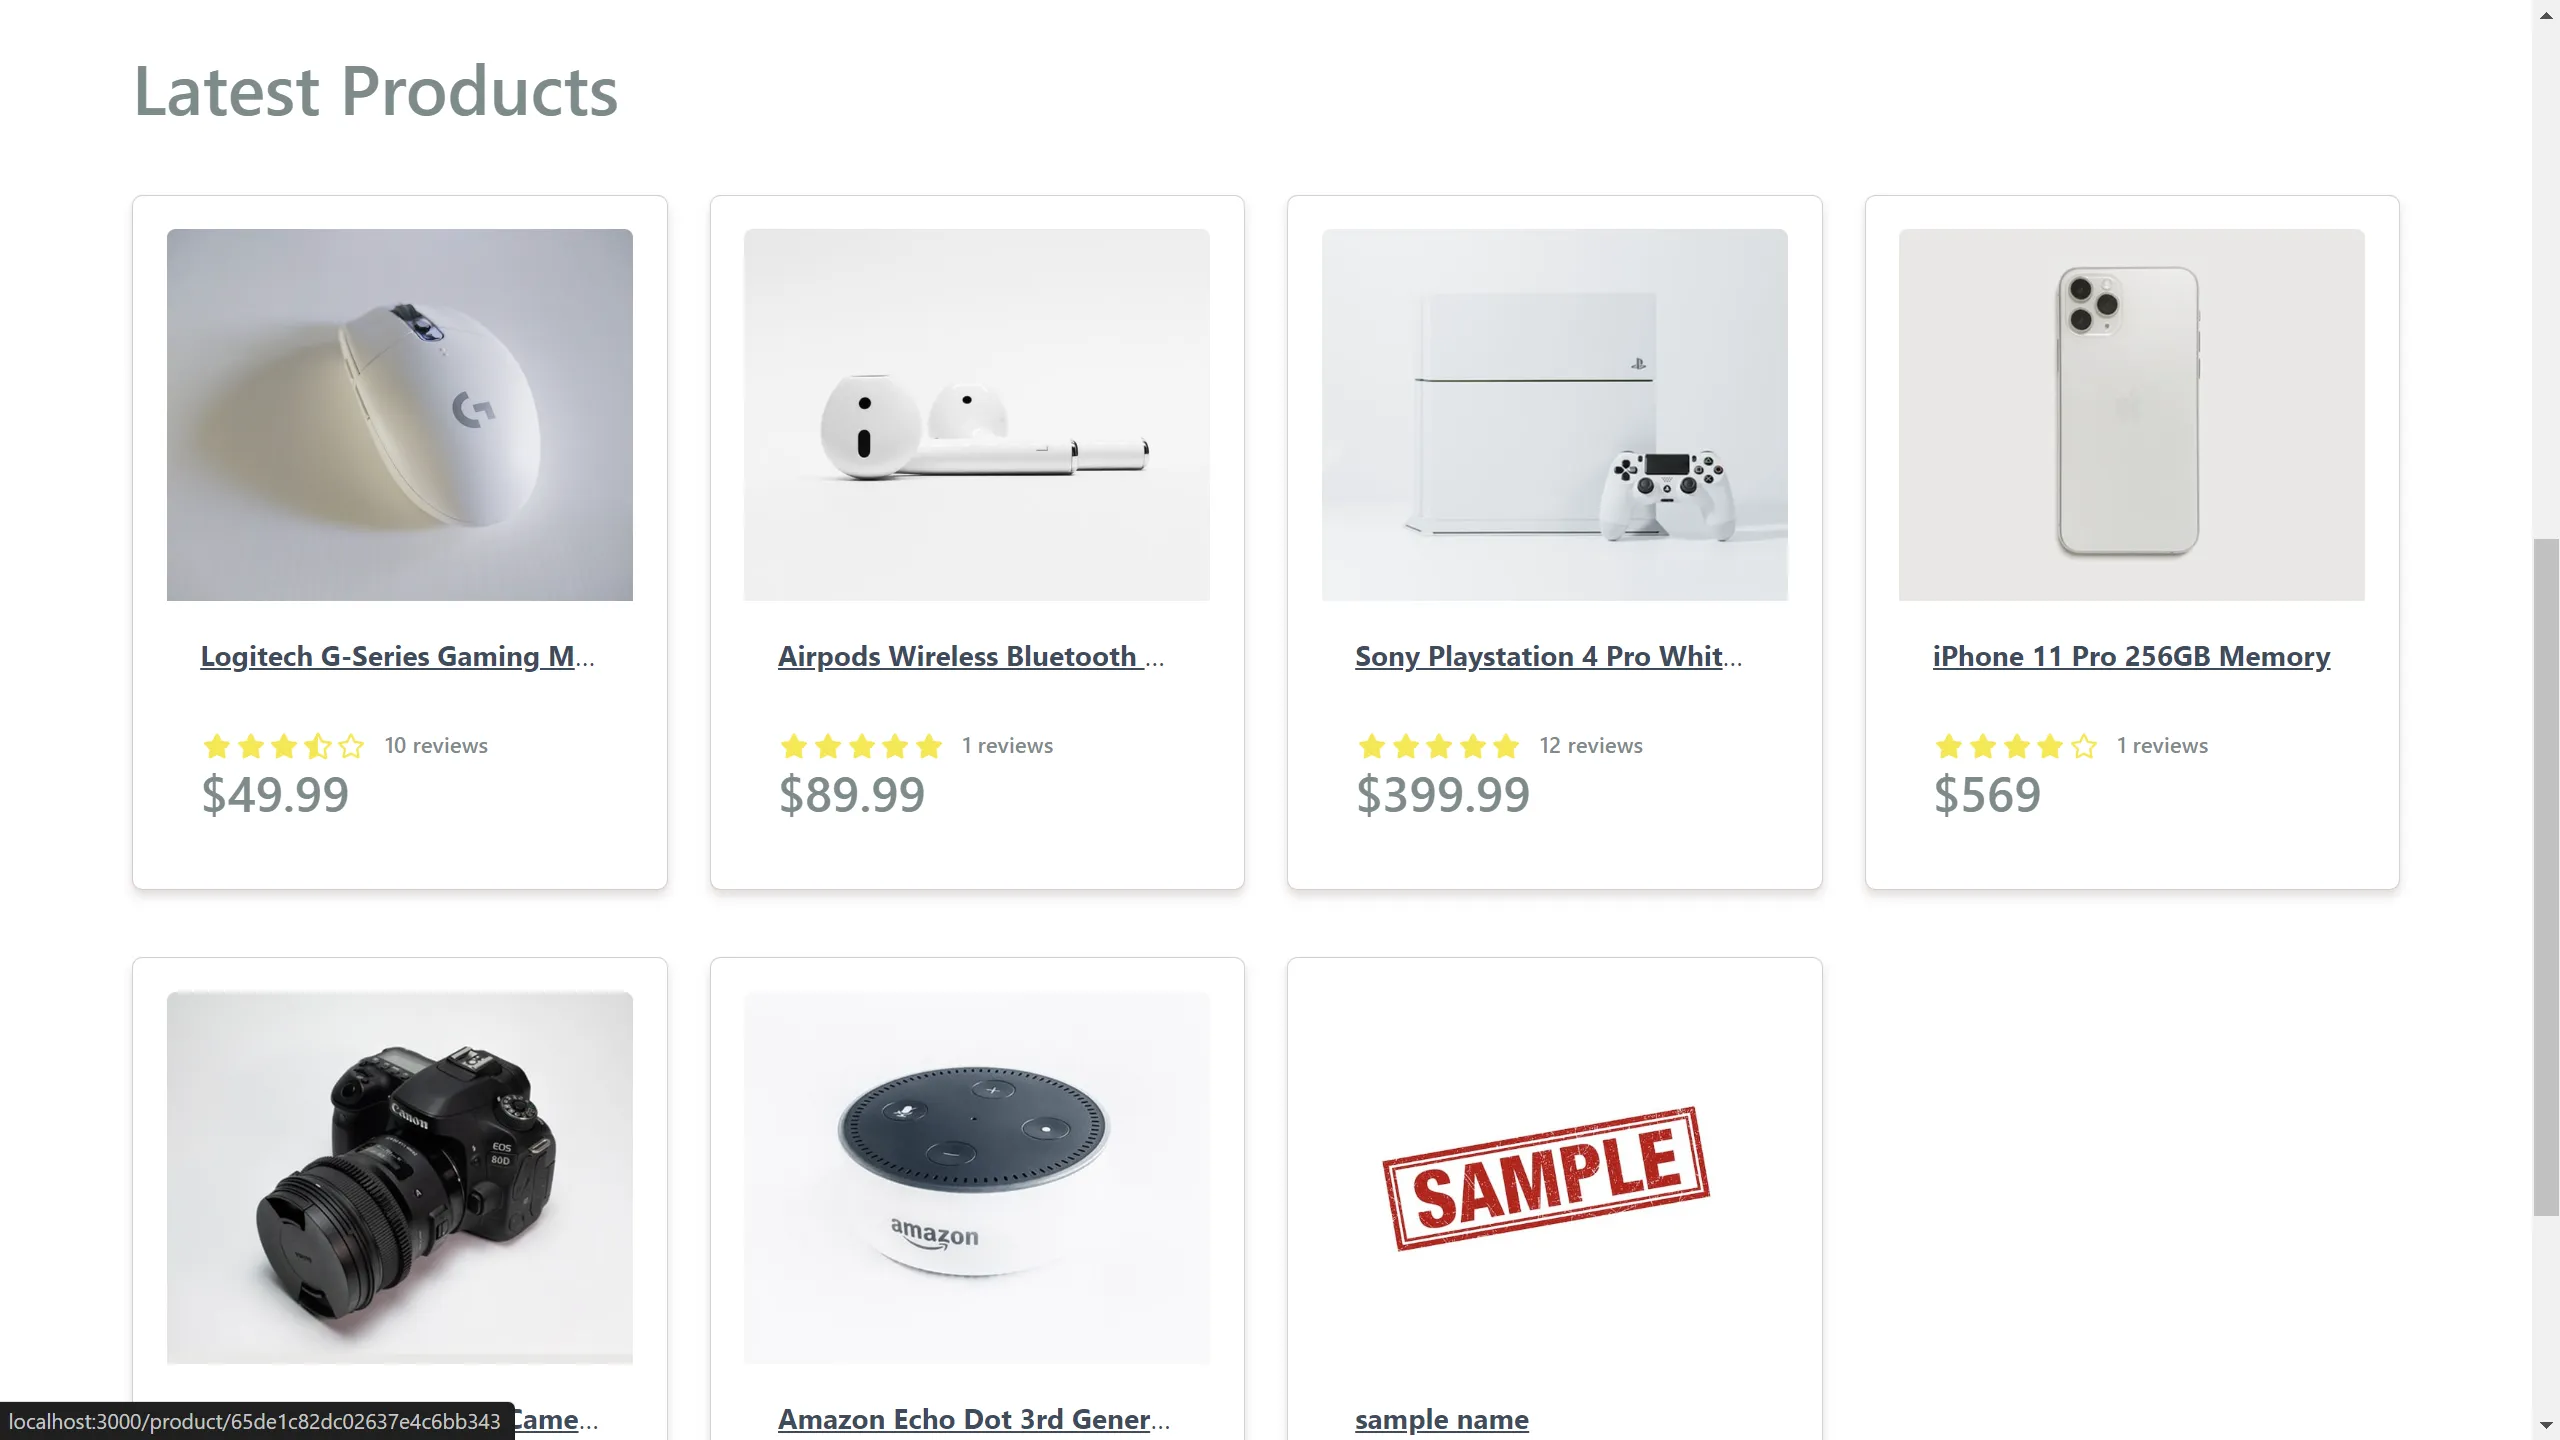 Latest Products
Logitech G-Series Gaming M...
10 reviews
$49.99
Airpods Wireless Bluetooth ...
1 reviews
$89.99
Sony Playstation 4 Pro Whit...
12 reviews
$399.99
iPhone 11 Pro 256GB Memory
1 reviews
$569
Canon
EOS
80D
A
amazon
SAMPLE
Came...
Amazon Echo Dot 3rd Gener...
sample name
localhost:3000/product/65de1c82dc02637e4c6bb343